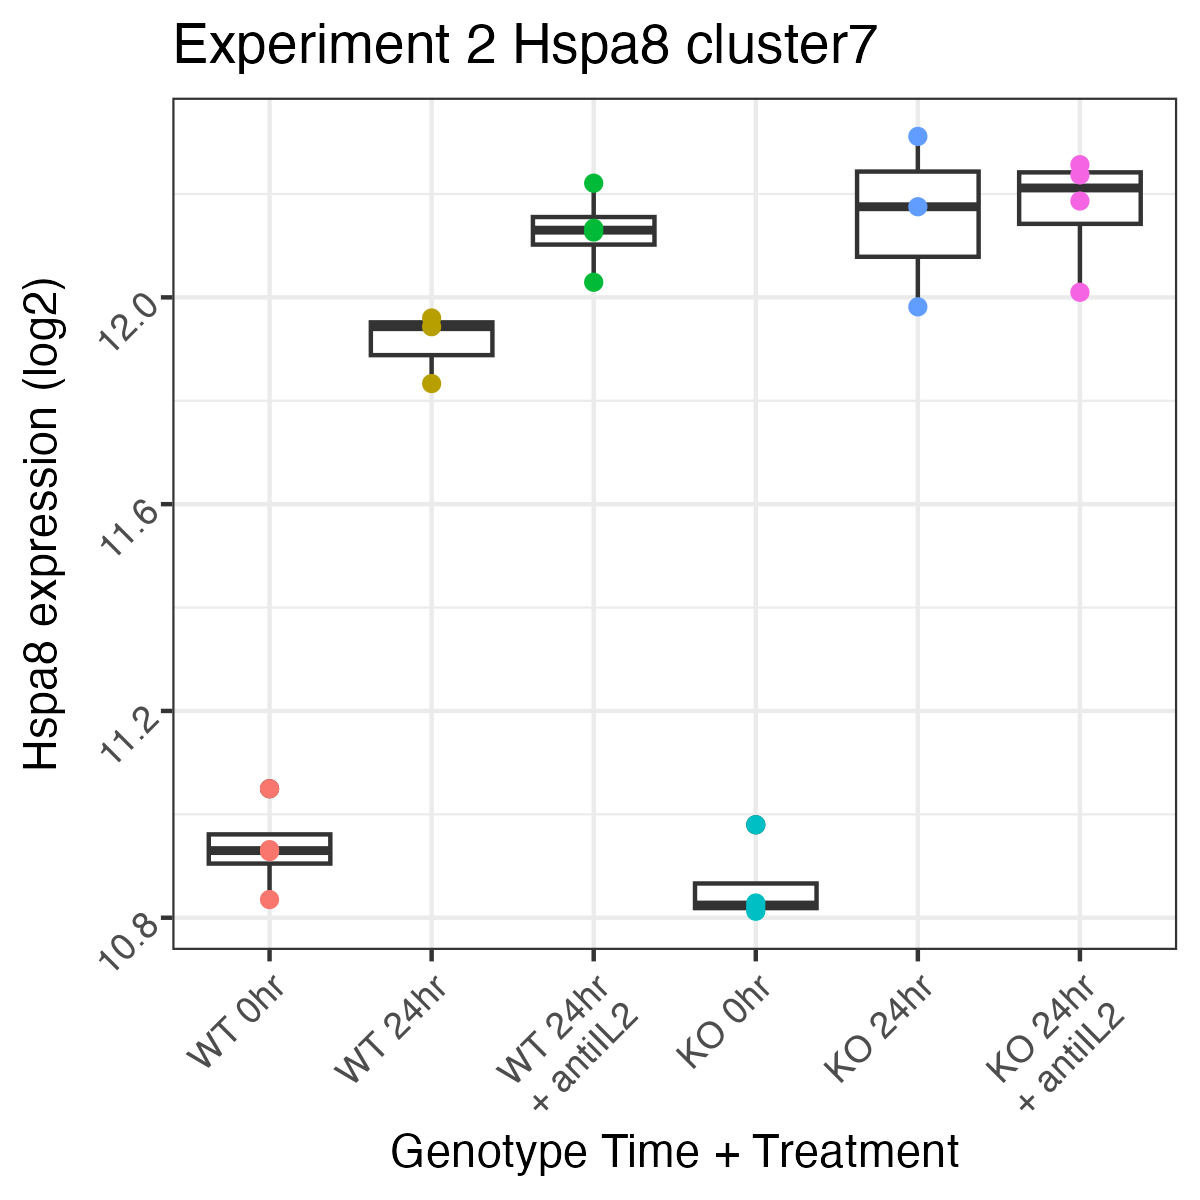 Experiment 2 Hspa8 cluster7
Hspa8 expression (log2)
12.0
11.6
11.2
10.8
WT 0hr
WT 24hr
WT 24hr
+ antiIL2
KO 0hr
KO 24hr
KO 24hr
+ antiIL2
Genotype Time + Treatment